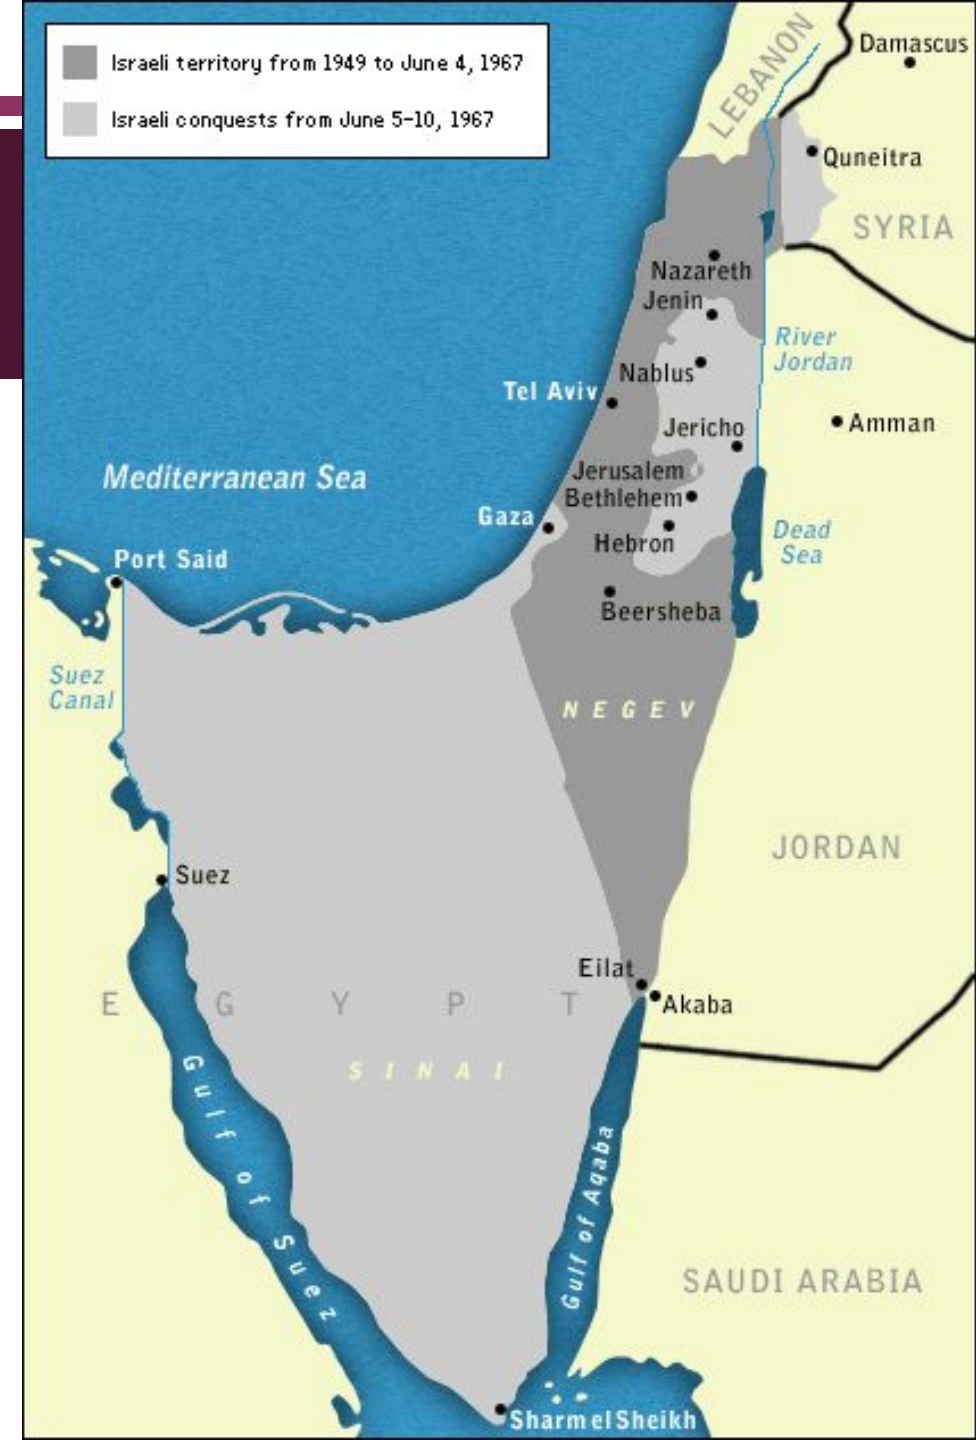 Israeli territory from 1949 to June 4, 1967
Israeli conquests from June 5-10, 1967
LEBANON
Damascus
Quneitra
SYRIA
Nazareth
Jenin
River
Jordan
Nablus
Tel Aviv
Jericho
Amman
Mediterranean Sea
Jerusalem
Bethlehem
Gaza
Hebron
Dead
Sea
Port Said
Beersheba
Suez
Canal
NEGEV
JORDAN
Suez
Eilat
Akaba
EGYPT
SINAI
Gulf of Suez
Gulf of Aqaba
SAUDI ARABIA
Sharm el Sheikh